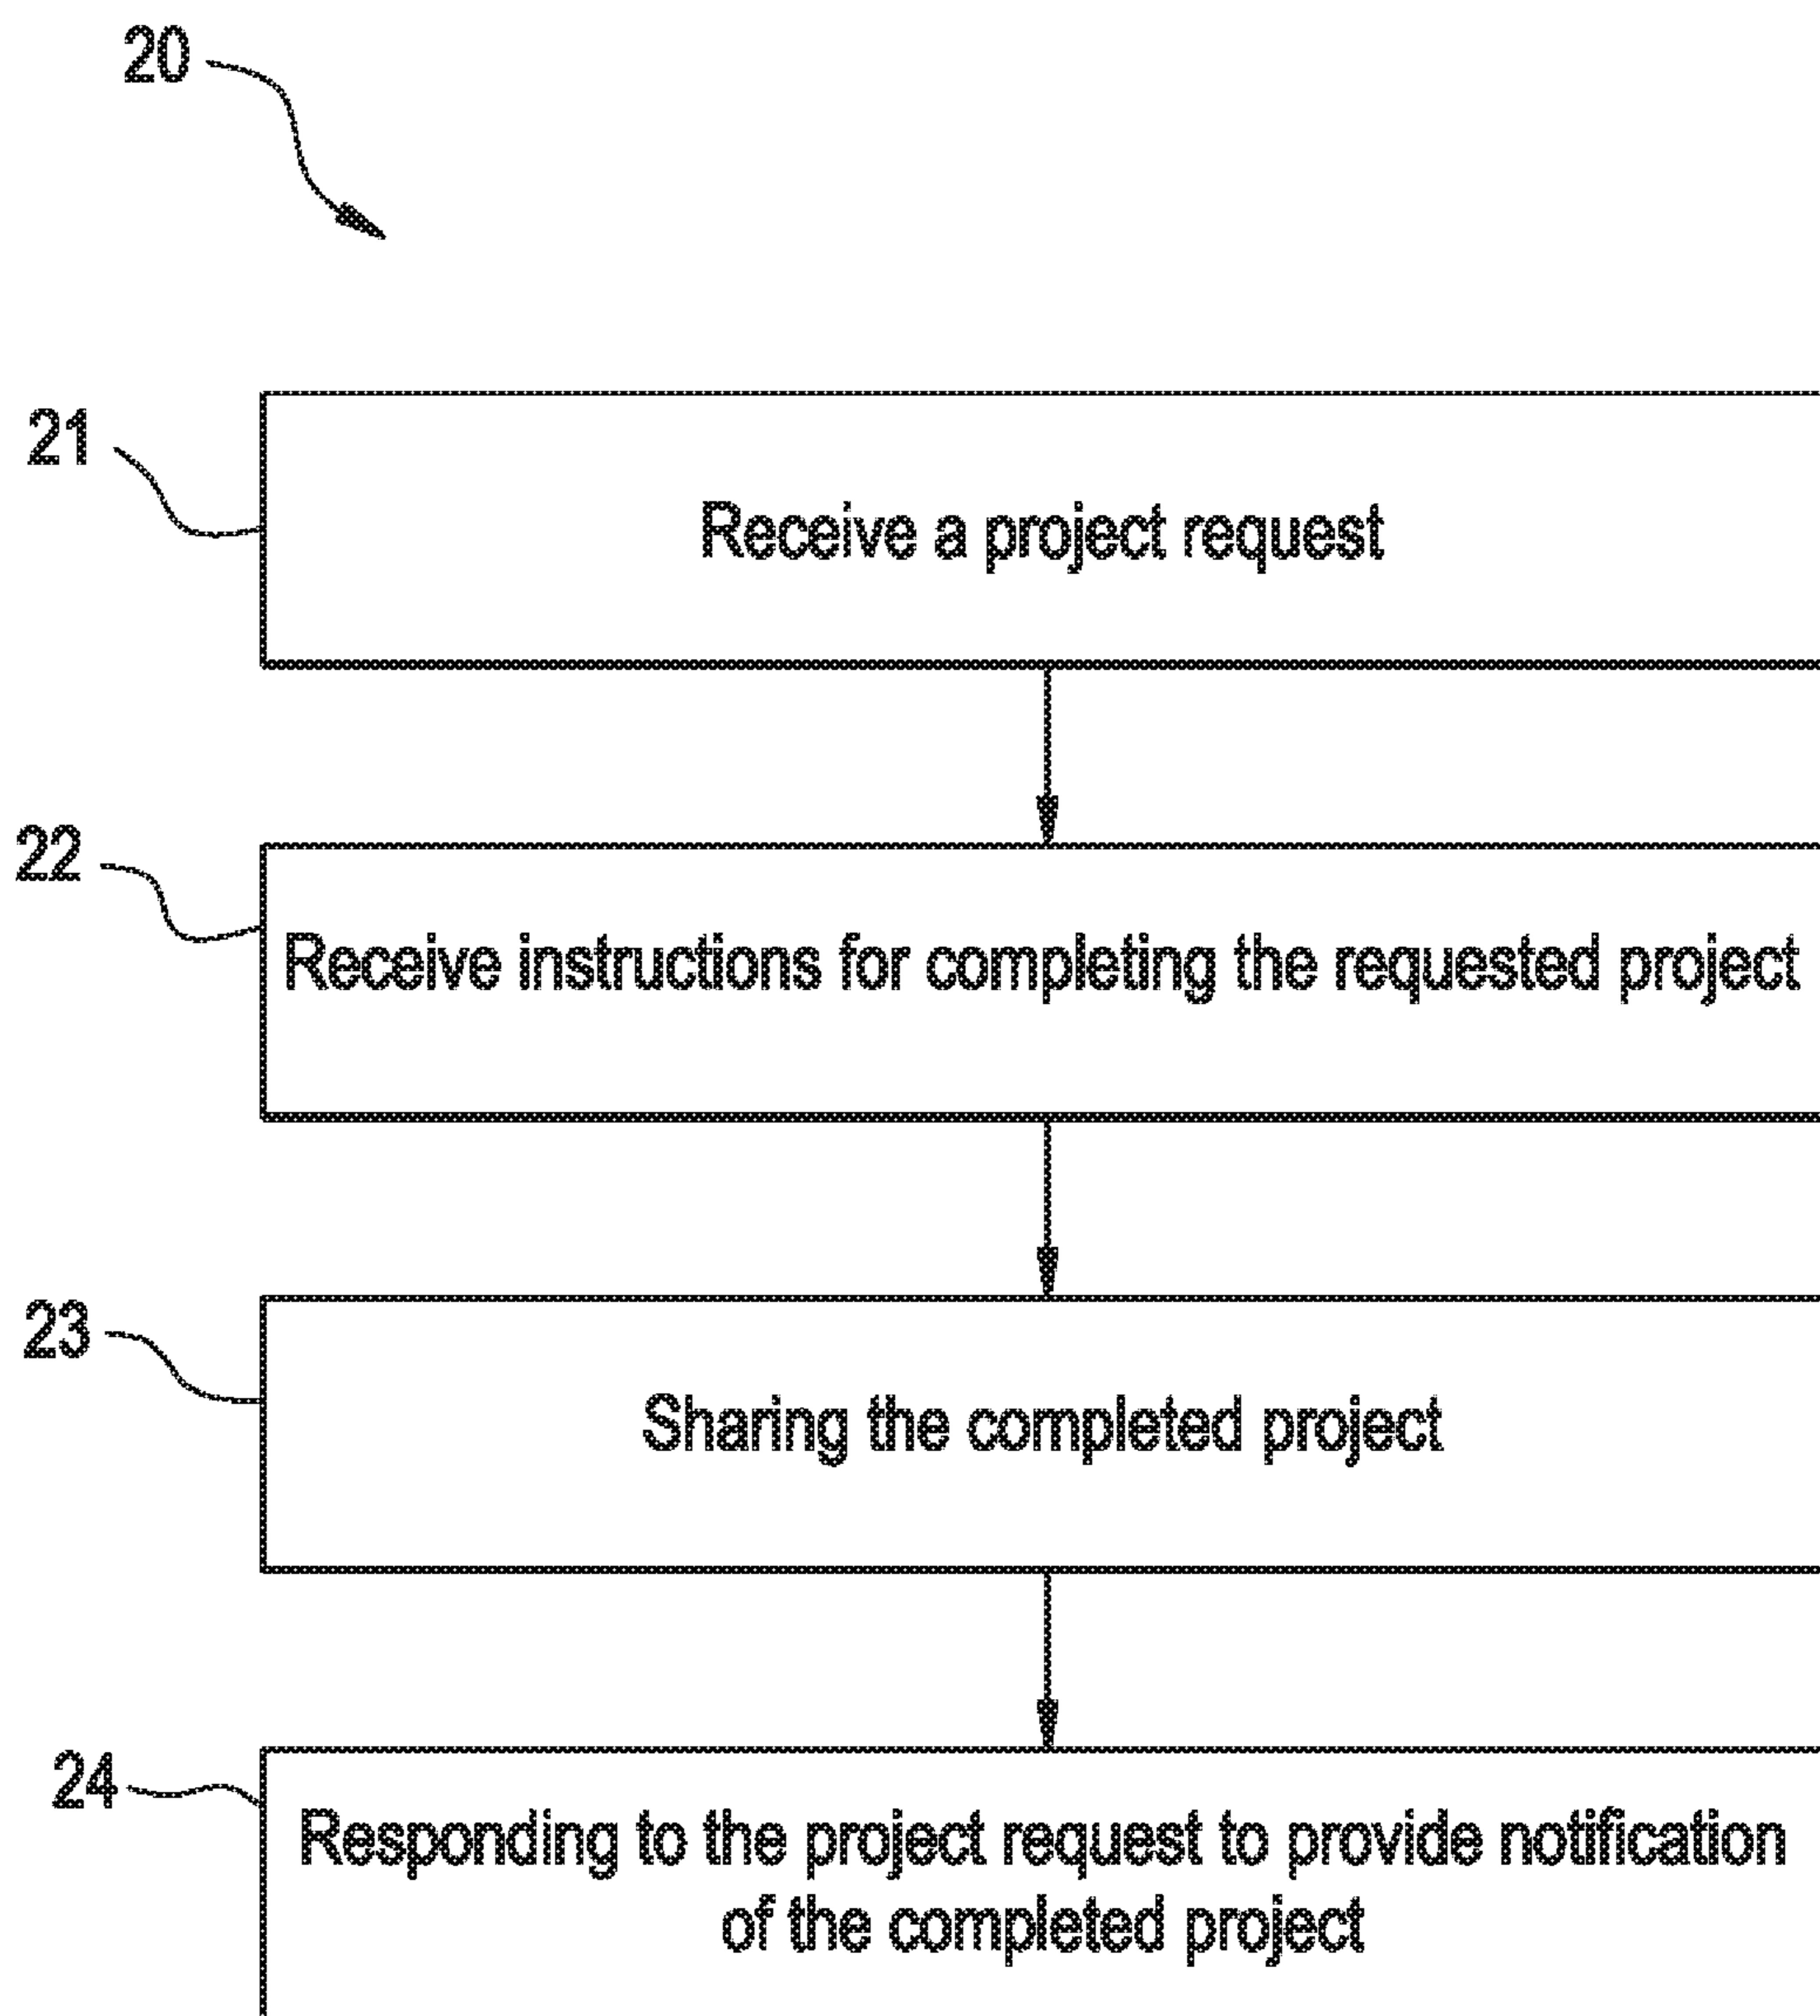 20
21
Receive a project request
22
Receive instructions for completing the requested project
23
Sharing the completed project
24
Responding to the project request to provide notification
of the completed project